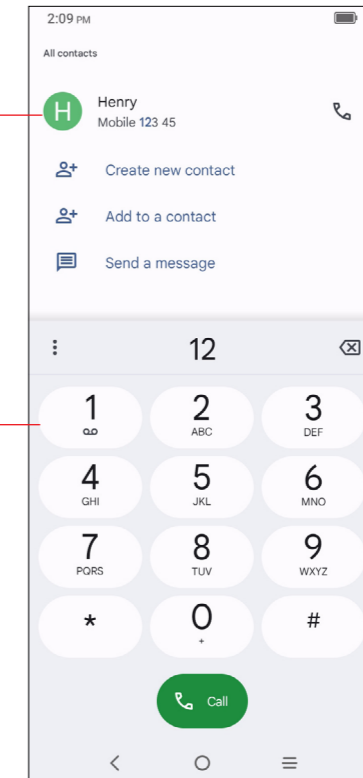 2:09 PM
All contacts
H
Henry
Mobile 123 45
Create new contact
Add to a contact
Send a message
12
1 2 3
ABC DEF
4 5 6
GHI JKL MNO
7 8 9
PQRS TUV WXYZ
* 0 #
+
Call